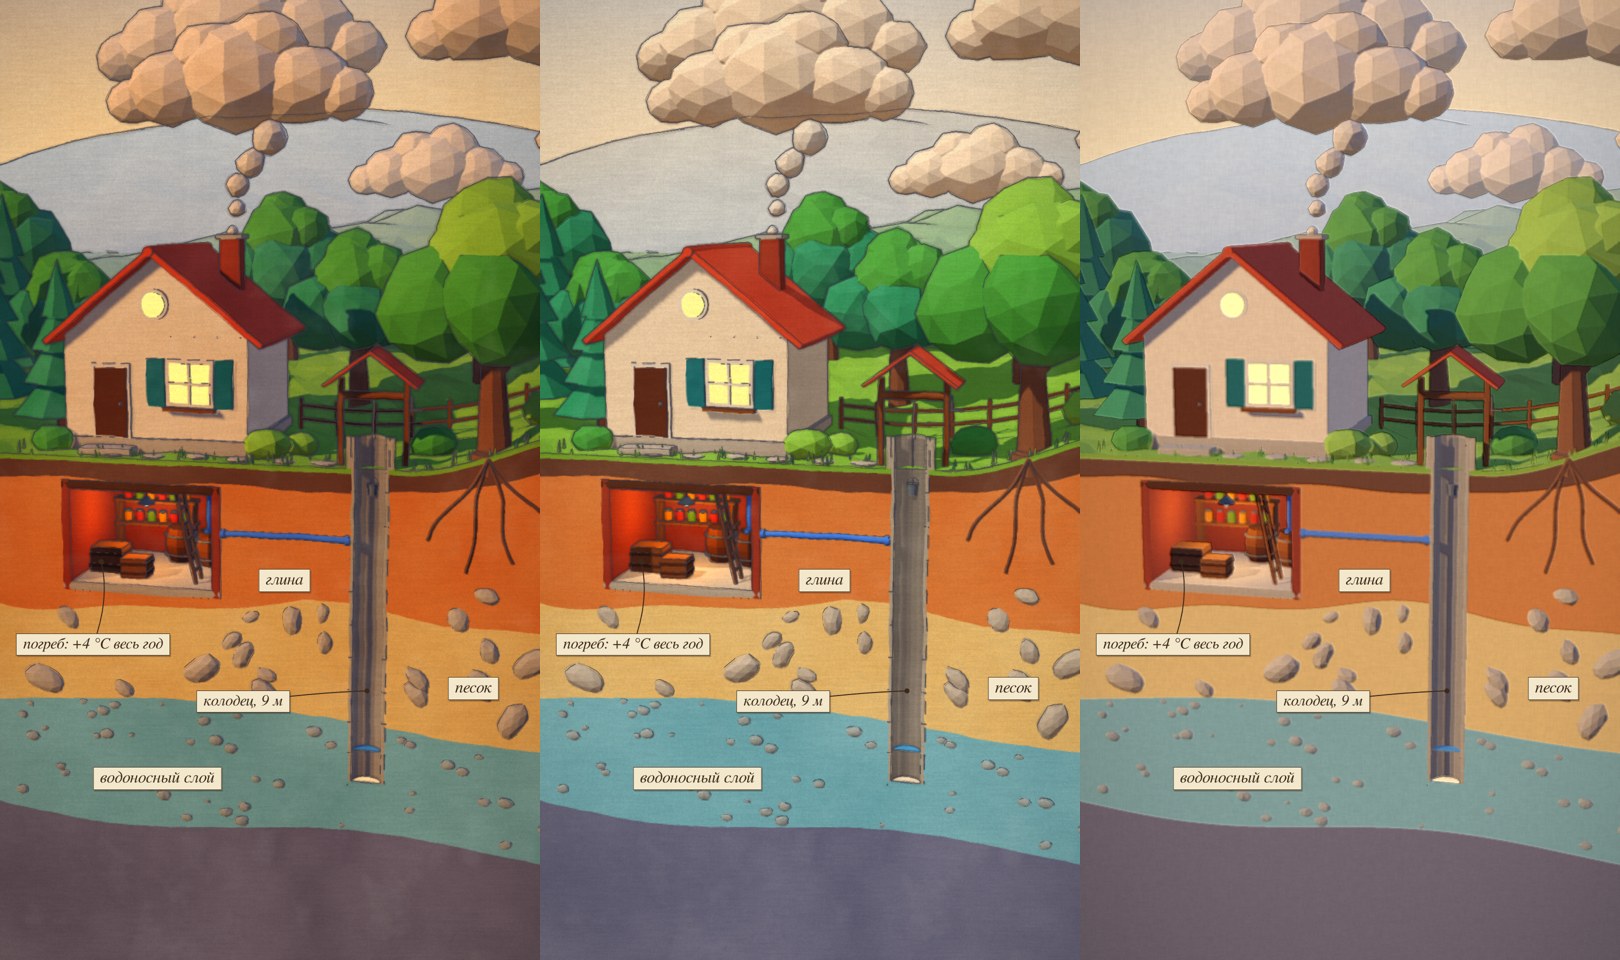 глина
погреб: +4 °C весь год
песок
колодец, 9 м
водоносный слой
глина
погреб: +4 °C весь год
песок
колодец, 9 м
водоносный слой
глина
погреб: +4 °C весь год
песок
колодец, 9 м
водоносный слой